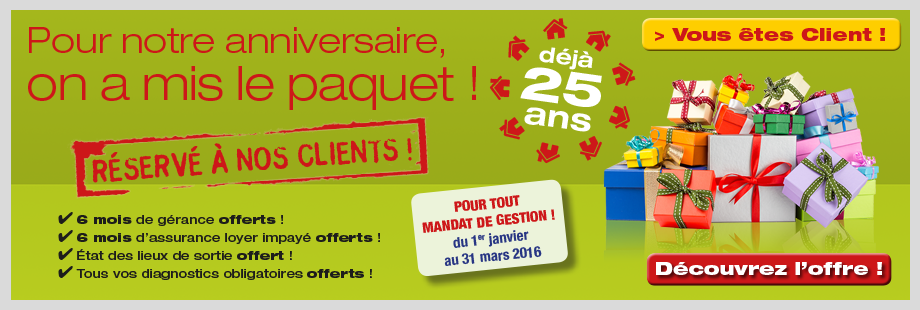 Pour notre anniversaire,
on a mis le paquet !
déjà
25
ans
> Vous êtes Client !
RÉSERVÉ À NOS CLIENTS !
✔ 6 mois de gérance offerts !
✔ 6 mois d'assurance loyer impayé offerts !
✔ État des lieux de sortie offert !
✔ Tous vos diagnostics obligatoires offerts !
POUR TOUT
MANDAT DE GESTION !
du 1er janvier
au 31 mars 2016
Découvrez l'offre !